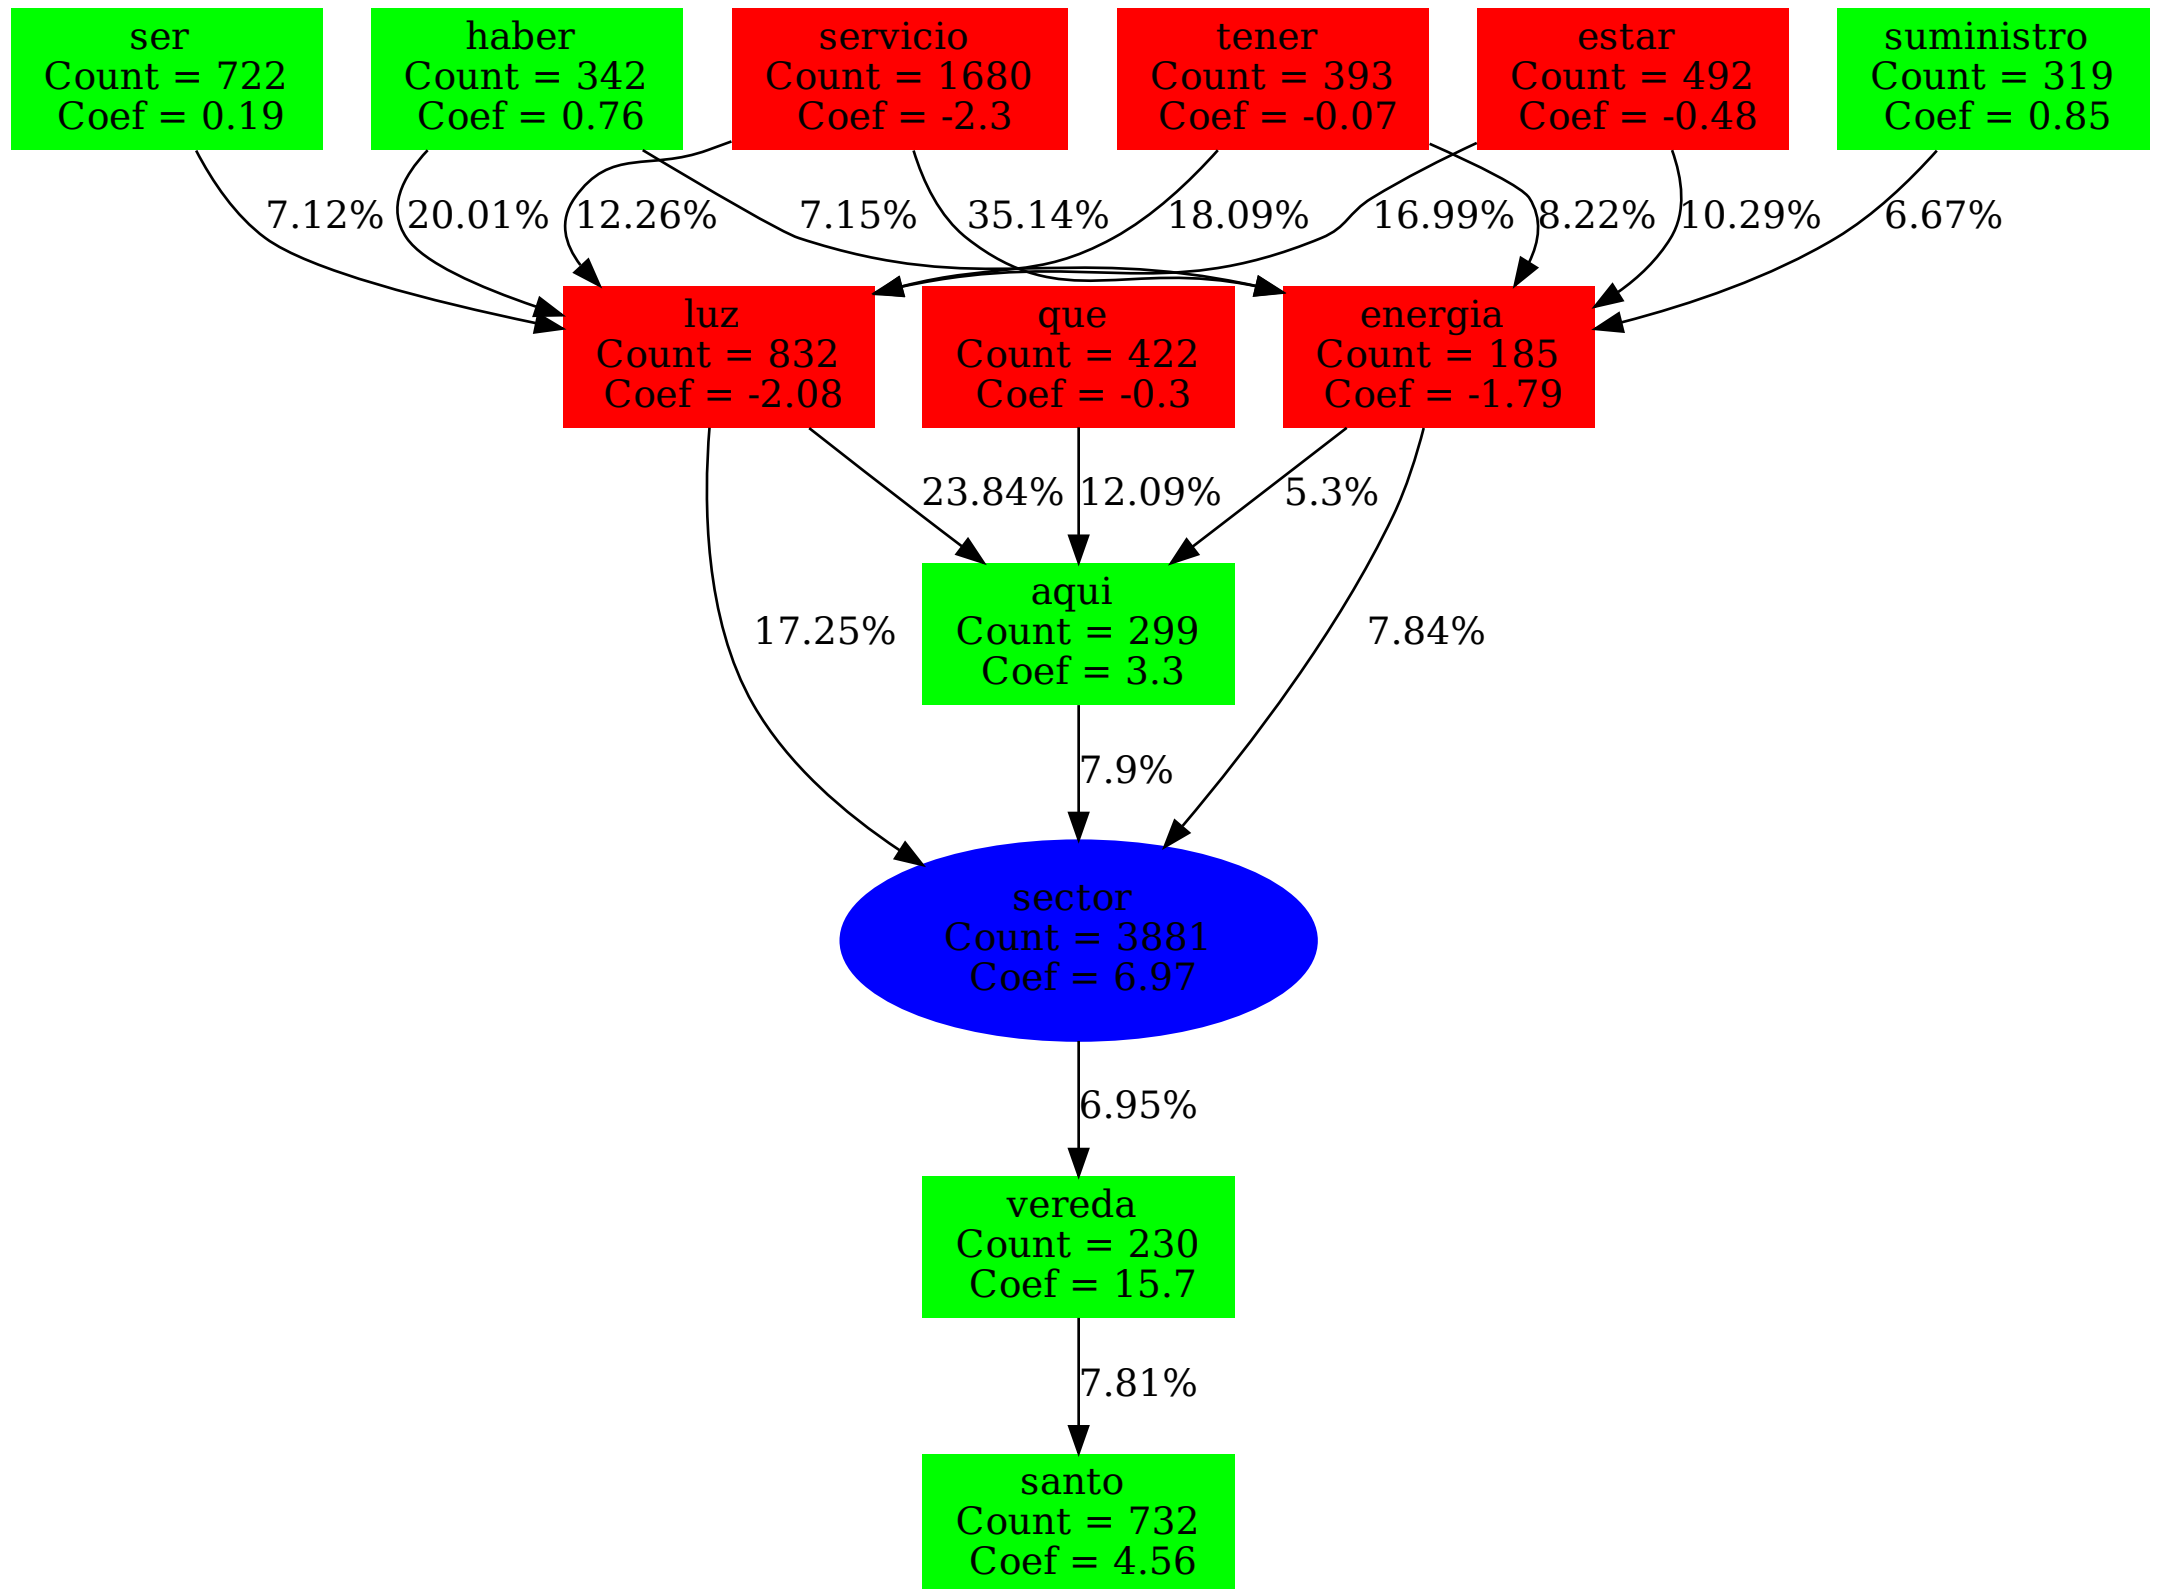 ser
Count = 722
Coef = 0.19
haber
Count = 342
Coef = 0.76
servicio
Count = 1680
Coef = -2.3
tener
Count = 393
Coef = -0.07
estar
Count = 492
Coef = -0.48
suministro
Count = 319
Coef = 0.85
7.12%
20.01%
12.26%
7.15%
35.14%
18.09%
16.99%
8.22%
10.29%
6.67%
luz
Count = 832
Coef = -2.08
que
Count = 422
Coef = -0.3
energia
Count = 185
Coef = -1.79
23.84%
12.09%
5.3%
aqui
Count = 299
Coef = 3.3
17.25%
7.84%
7.9%
sector
Count = 3881
Coef = 6.97
6.95%
vereda
Count = 230
Coef = 15.7
7.81%
santo
Count = 732
Coef = 4.56